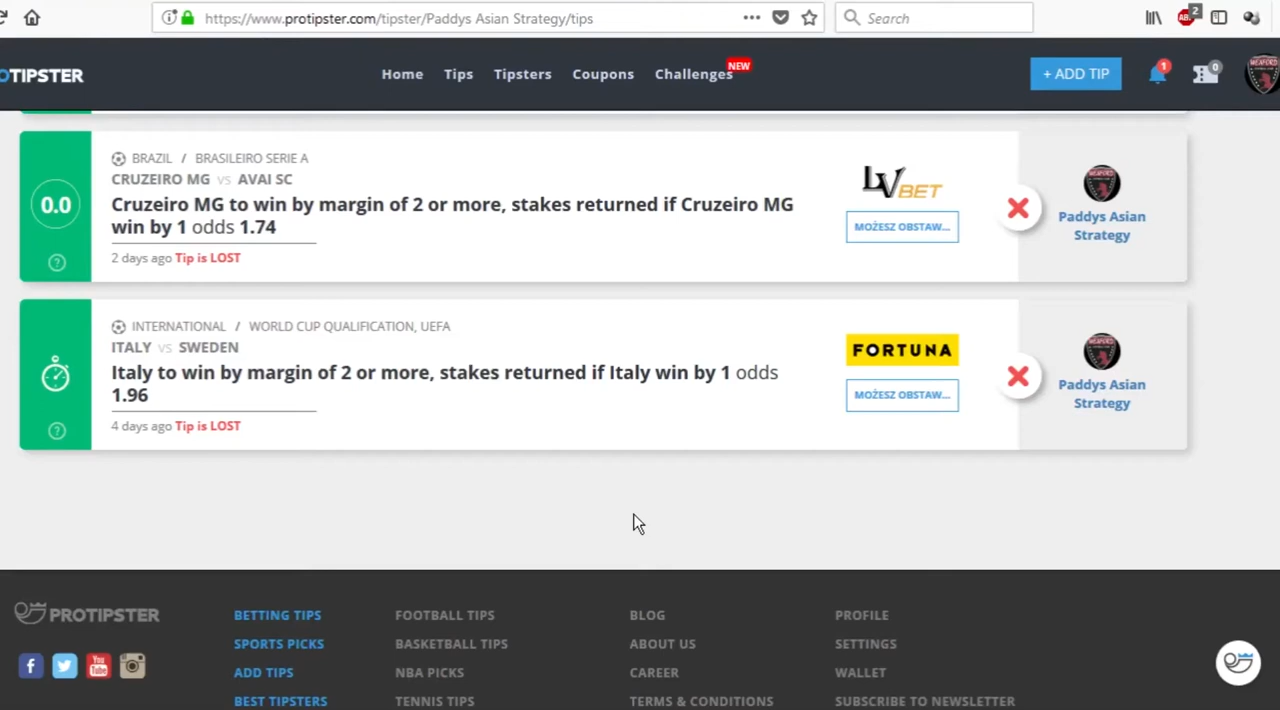 https://www.protipster.com/tipster/Paddys Asian Strategy/tips
Search
2
OTIPSTER
Home
Tips
Tipsters
Coupons
Challenges
NEW
+ ADD TIP
1
0
0.0
?
BRAZIL / BRASILEIRO SERIE A
CRUZEIRO MG vs AVAI SC
Cruzeiro MG to win by margin of 2 or more, stakes returned if Cruzeiro MG
win by 1 odds 1.74
2 days ago Tip is LOST
LVBET
MOŻESZ OBSTAW...
Paddys Asian
Strategy
?
INTERNATIONAL / WORLD CUP QUALIFICATION, UEFA
ITALY vs SWEDEN
Italy to win by margin of 2 or more, stakes returned if Italy win by 1 odds
1.96
4 days ago Tip is LOST
FORTUNA
MOŻESZ OBSTAW...
Paddys Asian
Strategy
PROTIPSTER
BETTING TIPS
SPORTS PICKS
ADD TIPS
BEST TIPSTERS
FOOTBALL TIPS
BASKETBALL TIPS
NBA PICKS
TENNIS TIPS
BLOG
ABOUT US
CAREER
TERMS & CONDITIONS
PROFILE
SETTINGS
WALLET
SUBSCRIBE TO NEWSLETTER